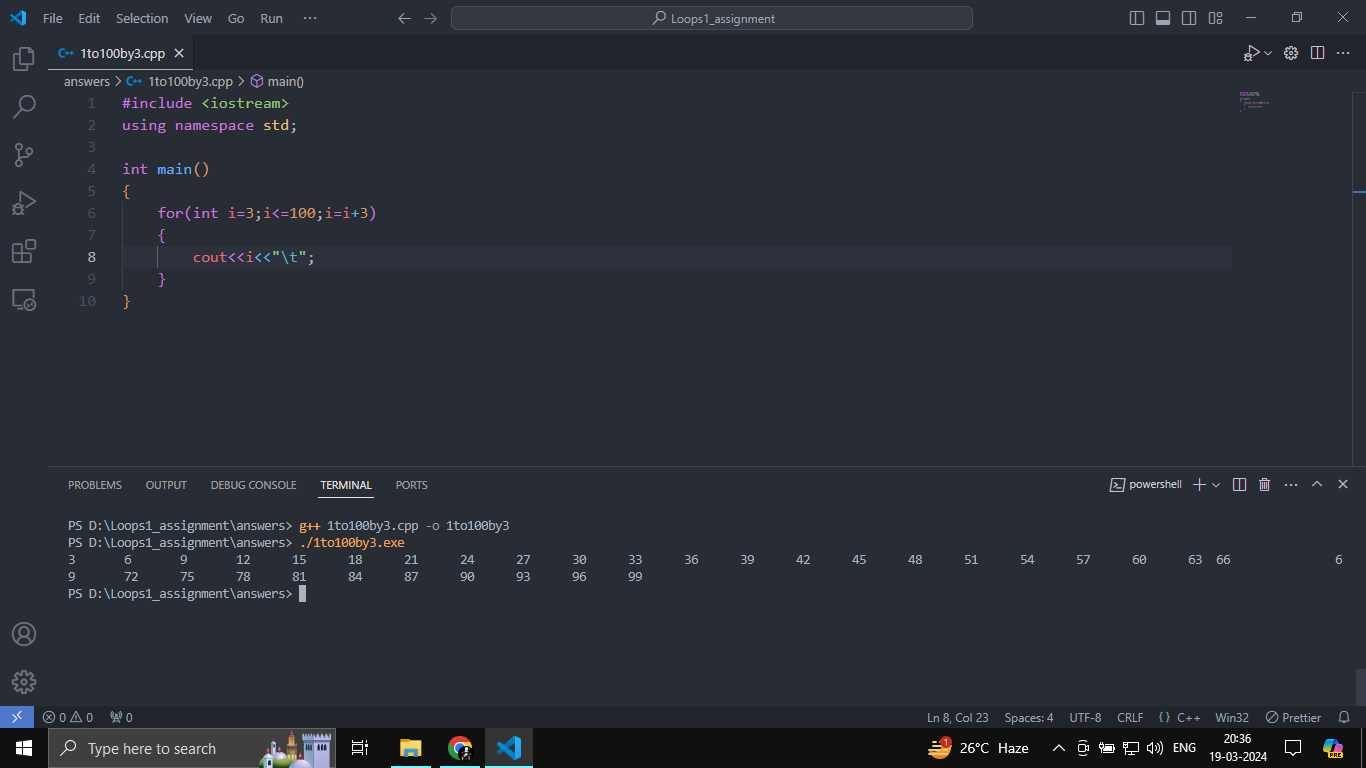 File Edit Selection View Go Run ··· Loops1_assignment
1to100by3.cpp
answers > 1to100by3.cpp > main()
1 #include <iostream>
2 using namespace std;
3
4 int main()
5 {
6 for(int i=3;i<=100;i=i+3)
7 {
8 cout<<i<<"\t";
9 }
10 }
PROBLEMS OUTPUT DEBUG CONSOLE TERMINAL PORTS powershell
PS D:\Loops1_assignment\answers> g++ 1to100by3.cpp -o 1to100by3
PS D:\Loops1_assignment\answers> ./1to100by3.exe
3 6 9 12 15 18 21 24 27 30 33 36 39 42 45 48 51 54 57 60 63 66 6
9 72 75 78 81 84 87 90 93 96 99
PS D:\Loops1_assignment\answers>
0 0 0 Ln 8, Col 23 Spaces: 4 UTF-8 CRLF {} C++ Win32 Prettier
Type here to search 1 26°C Haze ENG 20:36 PRE
19-03-2024